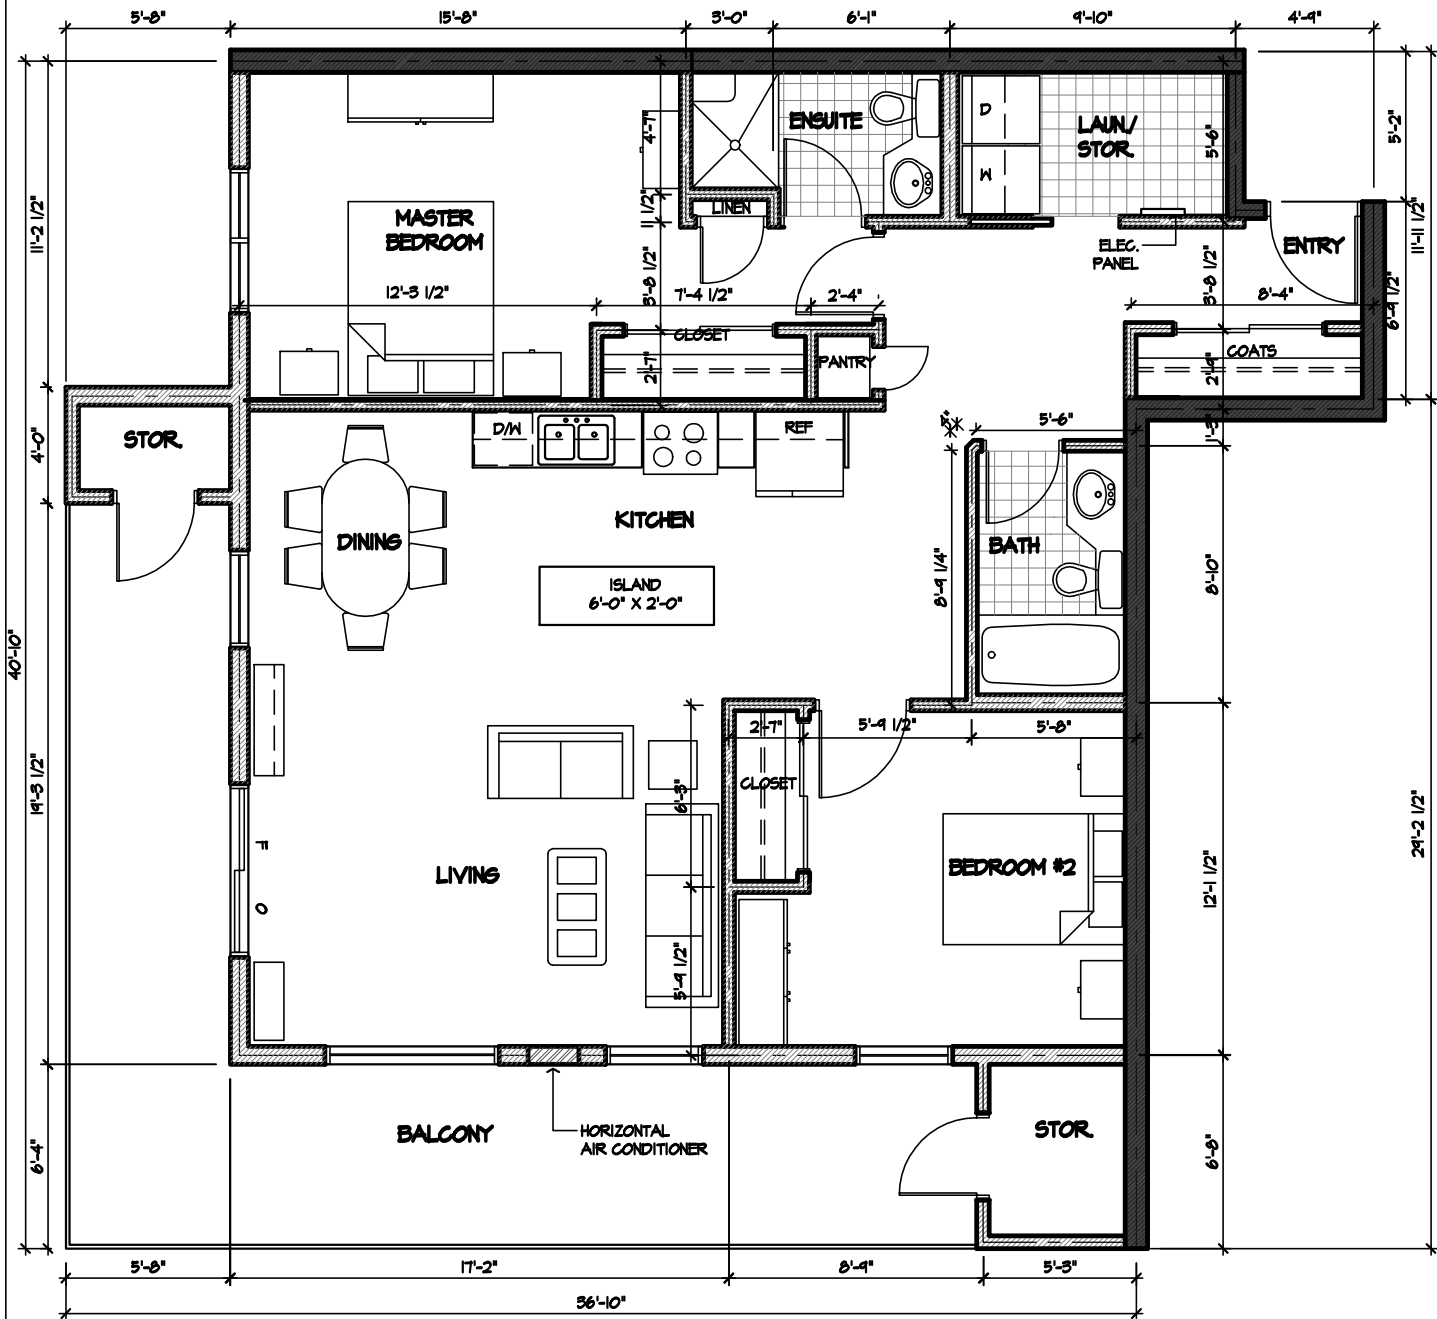 5'-8"
15'-8"
3'-0"
6'-1"
9'-10"
4'-9"
4'-7"
ENSUITE
D
W
LAUN./
STOR.
5'-6"
5'-2"
11'-2 1/2"
MASTER
BEDROOM
1 1/2"
LINEN
ELEC.
PANEL
ENTRY
11'-11 1/2"
12'-3 1/2"
3'-8 1/2"
7'-4 1/2"
2'-4"
3'-8 1/2"
8'-4"
6'-9 1/2"
CLOSET
2'-7"
PANTRY
2'-9"
COATS
STOR.
4'-0"
D/W
REF
4"
5'-6"
1'-3"
DINING
KITCHEN
BATH
ISLAND
6'-0" X 2'-0"
8'-9 1/4"
8'-10"
40'-10"
19'-3 1/2"
2'-7"
5'-9 1/2"
5'-8"
6'-3"
CLOSET
F
O
LIVING
BEDROOM #2
12'-1 1/2"
29'-2 1/2"
5'-9 1/2"
BALCONY
HORIZONTAL
AIR CONDITIONER
STOR.
6'-4"
6'-8"
5'-8"
17'-2"
8'-9"
5'-3"
36'-10"